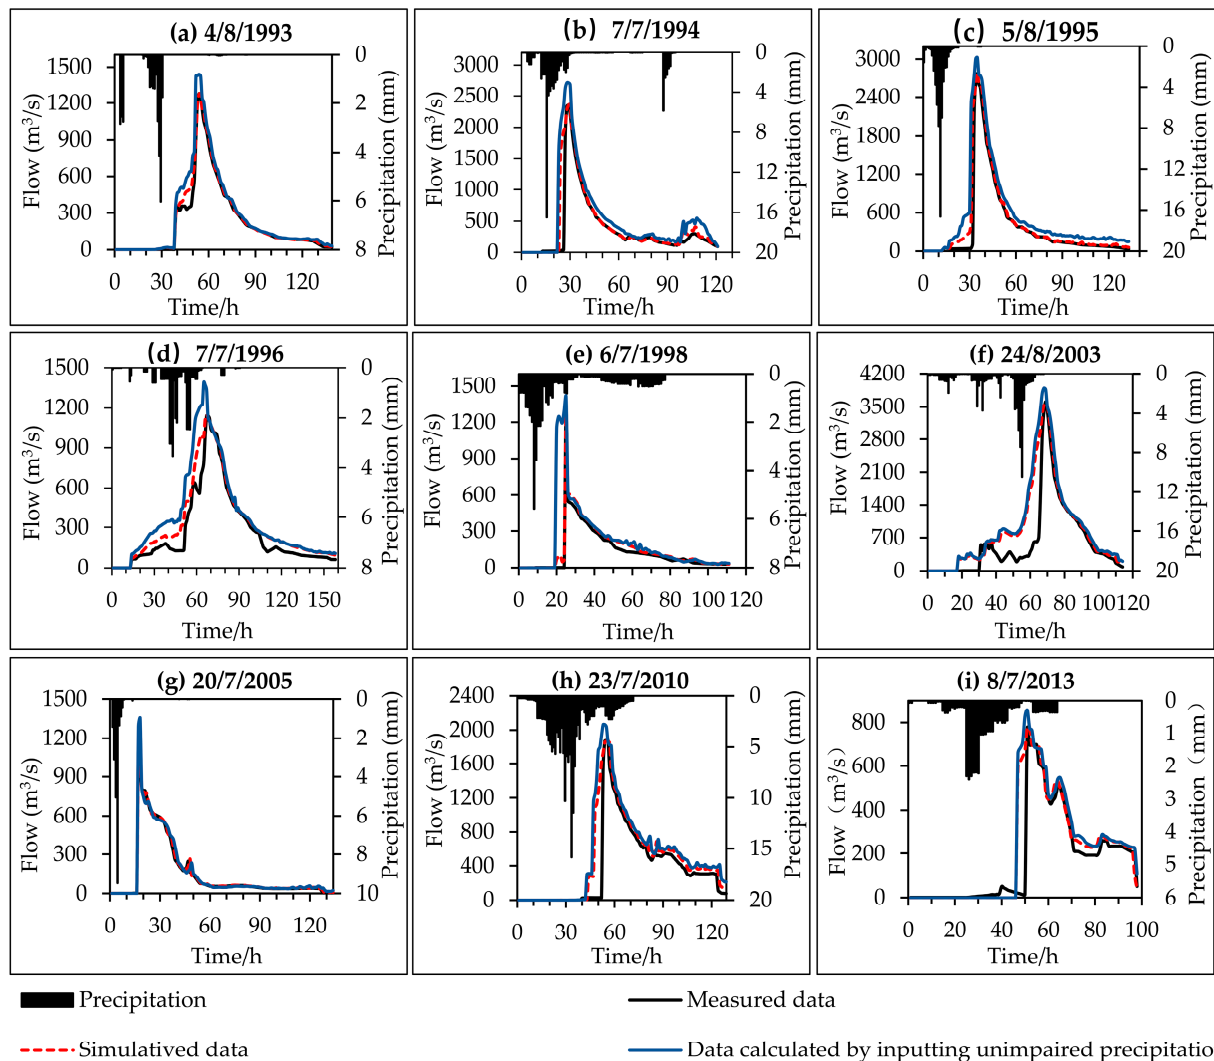 (a) 4/8/1993
Flow (m³/s)
1500
1200
900
600
300
0
0
2
4
6
8
Precipitation (mm)
0 30 60 90 120
Time/h
(b) 7/7/1994
Flow (m³/s)
3000
2500
2000
1500
1000
500
0
0
4
8
12
16
20
Precipitation (mm)
0 30 60 90 120
Time/h
(c) 5/8/1995
Flow (m³/s)
3000
2400
1800
1200
600
0
0
4
8
12
16
20
Precipitation (mm)
0 30 60 90 120
Time/h
(d) 7/7/1996
Flow (m³/s)
1500
1200
900
600
300
0
0
2
4
6
8
Precipitation (mm)
0 30 60 90 120 150
Time/h
(e) 6/7/1998
Flow (m³/s)
1500
1200
900
600
300
0
0
2
4
6
8
Precipitation (mm)
0 20 40 60 80 100 120
Time/h
(f) 24/8/2003
Flow (m³/s)
4200
3500
2800
2100
1400
700
0
0
4
8
12
16
20
Precipitation (mm)
0 20 40 60 80 100 120
Time/h
(g) 20/7/2005
Flow (m³/s)
1500
1200
900
600
300
0
0
2
4
6
8
10
Precipitation (mm)
0 30 60 90 120
Time/h
(h) 23/7/2010
Flow (m³/s)
2400
2000
1600
1200
800
400
0
0
5
10
15
20
Precipitation (mm)
0 30 60 90 120
Time/h
(i) 8/7/2013
Flow（m³/s)
800
600
400
200
0
0
1
2
3
4
5
6
Precipitation（mm)
0 20 40 60 80 100
Time/h
Precipitation
Measured data
Simulatived data
Data calculated by inputting unimpaired precipitatio